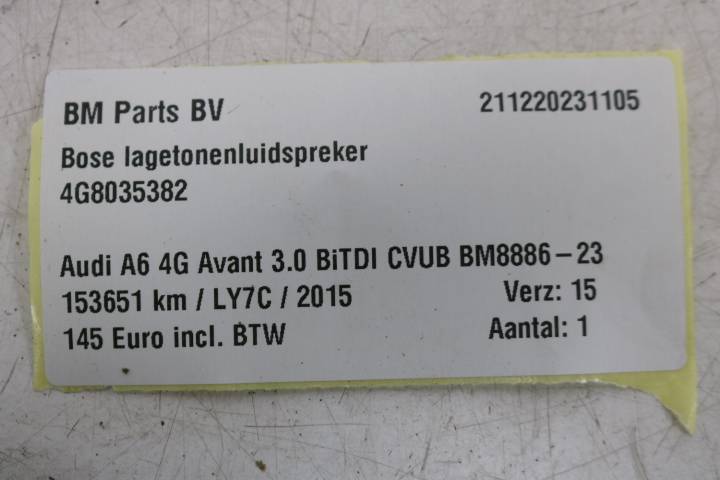 BM Parts BV 211220231105
Bose lagetonenluidspreker
4G8035382
Audi A6 4G Avant 3.0 BiTDI CVUB BM8886-23
153651 km / LY7C / 2015 Verz: 15
145 Euro incl. BTW Aantal: 1